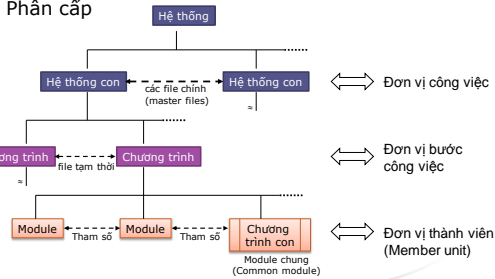 Phân cấp
Hệ thống
Hệ thống con
các file chính
(master files)
Hệ thống con
Đơn vị công việc
ương trình
file tạm thời
Chương trình
Đơn vị bước
công việc
Module
Tham số
Module
Tham số
Chương
trình con
Module chung
(Common module)
Đơn vị thành viên
(Member unit)